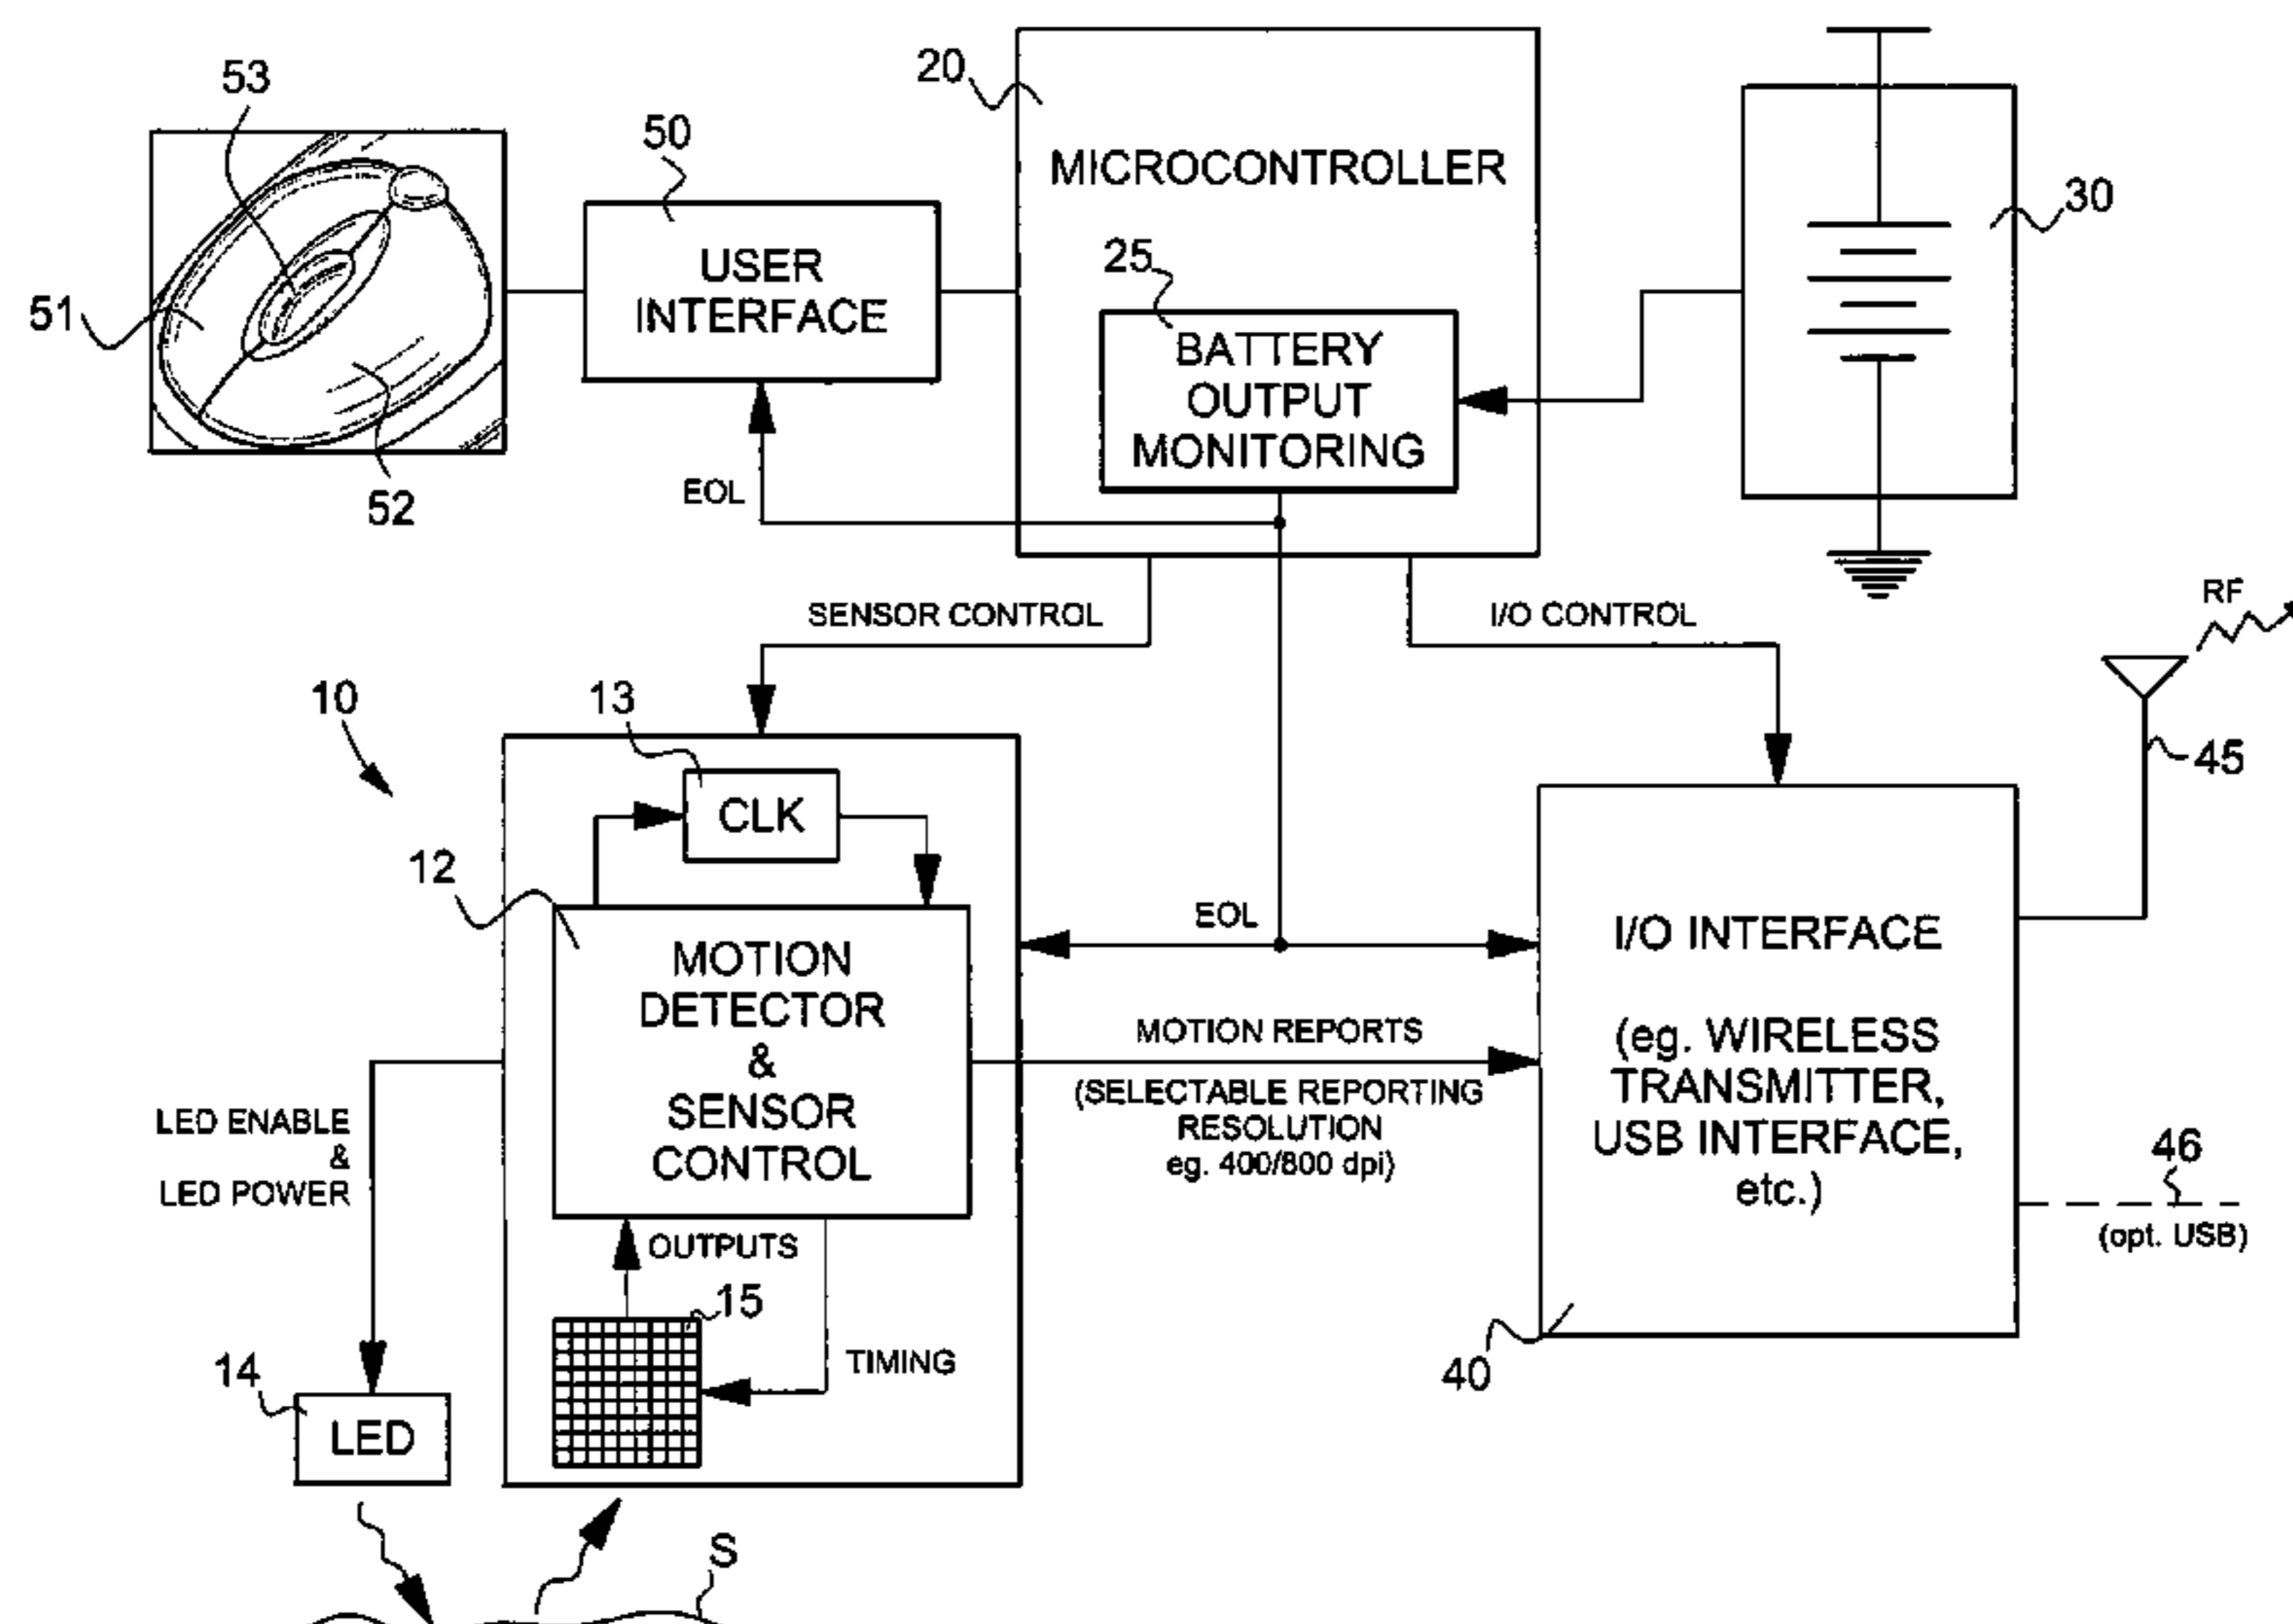 53
50
20
MICROCONTROLLER
30
51
USER
INTERFACE
25
BATTERY
OUTPUT
MONITORING
52
EOL
SENSOR CONTROL
I/O CONTROL
RF
10
13
CLK
45
12
MOTION
DETECTOR
&
SENSOR
CONTROL
EOL
I/O INTERFACE
(eg. WIRELESS
TRANSMITTER,
USB INTERFACE,
etc.)
MOTION REPORTS
(SELECTABLE REPORTING
RESOLUTION
eg. 400/800 dpi)
LED ENABLE
&
LED POWER
46
(opt. USB)
OUTPUTS
15
TIMING
14
LED
40
S